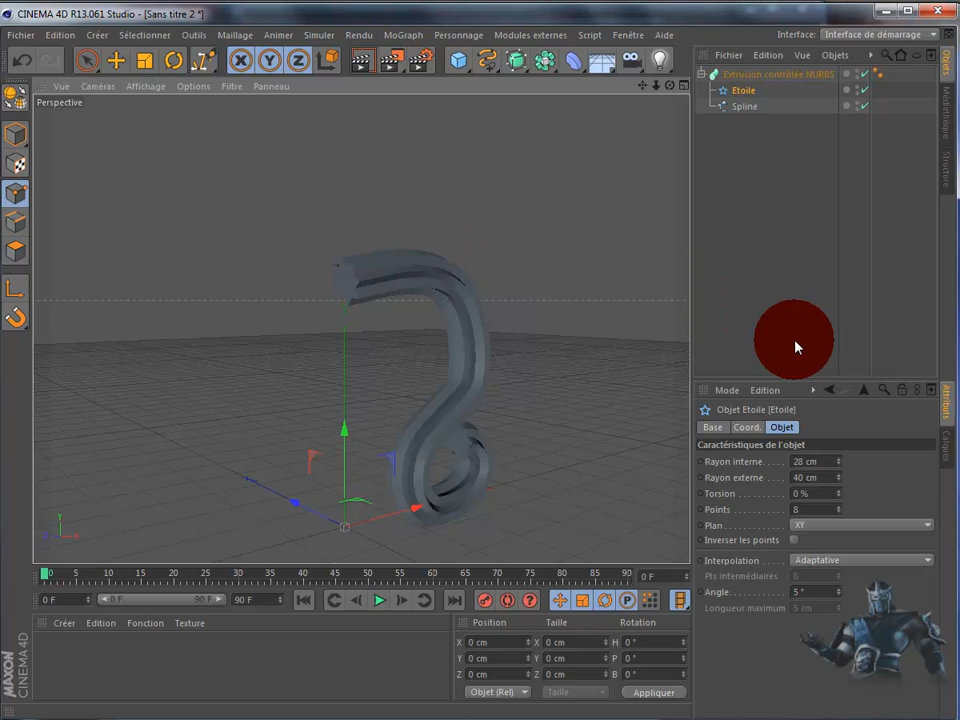 CINEMA 4D R13.061 Studio - [Sans titre 2 *]
Fichier Edition Créer Sélectionner Outils Maillage Animer Simuler Rendu MoGraph Personnage Modules externes Script Fenêtre Aide Interface: Interface de démarrage
Vue Caméras Affichage Options Filtre Panneau
Perspective
Y
X
Fichier Edition Vue Objets
Extrusion contrôlée NURBS
Etoile
Spline
Objets
Médiathèque
Structure
Mode Edition
Attributs
Calques
Objet Etoile [Etoile]
Base Coord. Objet
Caractéristiques de l'objet
Rayon interne. . . . . 28 cm
Rayon externe . . . . 40 cm
Torsion . . . . . . . . . 0 %
Points . . . . . . . . . . 8
Plan . . . . . . . . . . . XY
Inverser les points
Interpolation . . . . . Adaptative
Pts intermédiaires 8
Angle. . . . . . . . . . . 5 °
Longueur maximum 5 cm
0 5 10 15 20 25 30 35 40 45 50 55 60 65 70 75 80 85 90 0 F
0 F 0 F 90 F 90 F
Créer Edition Fonction Texture
Position Taille Rotation
X 0 cm X 0 cm H 0 °
Y 0 cm Y 0 cm P 0 °
Z 0 cm Z 0 cm B 0 °
Objet (Rel) Taille Appliquer
MAXON
CINEMA 4D